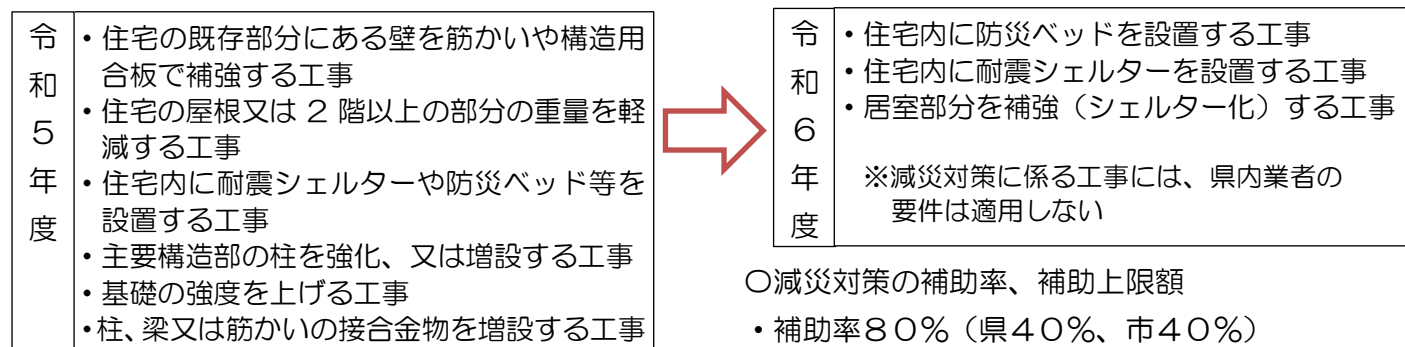 令和5年度
・住宅の既存部分にある壁を筋かいや構造用
合板で補強する工事
・住宅の屋根又は 2 階以上の部分の重量を軽
減する工事
・住宅内に耐震シェルターや防災ベッド等を
設置する工事
・主要構造部の柱を強化、又は増設する工事
・基礎の強度を上げる工事
・柱、梁又は筋かいの接合金物を増設する工事
令和6年度
・住宅内に防災ベッドを設置する工事
・住宅内に耐震シェルターを設置する工事
・居室部分を補強（シェルター化）する工事
※減災対策に係る工事には、県内業者の
要件は適用しない
〇減災対策の補助率、補助上限額
・補助率８０％（県４０％、市４０％）